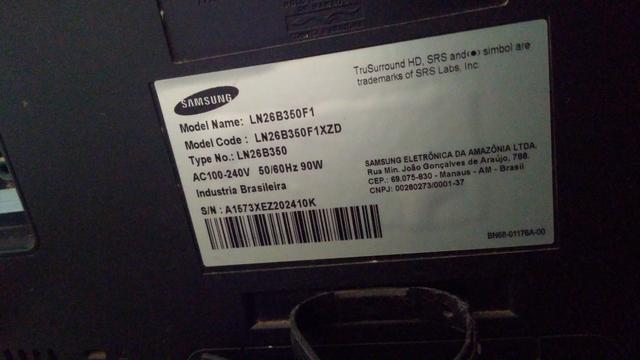 SAMSUNG
TruSurround HD, SRS and(●) simbol are
trademarks of SRS Labs, Inc.
Model Name: LN26B350F1
Model Code : LN26B350F1XZD
Type No.: LN26B350
AC100-240V 50/60Hz 90W
Industria Brasileira
S/N : A1573XEZ202410K
SAMSUNG ELETRÔNICA DA AMAZÔNIA LTDA.
Rua Min. João Gonçalves de Araújo, 788.
CEP.: 69.075-830 - Manaus - AM - Brasil
CNPJ: 00280273/0001-37
BN68-01176A-00